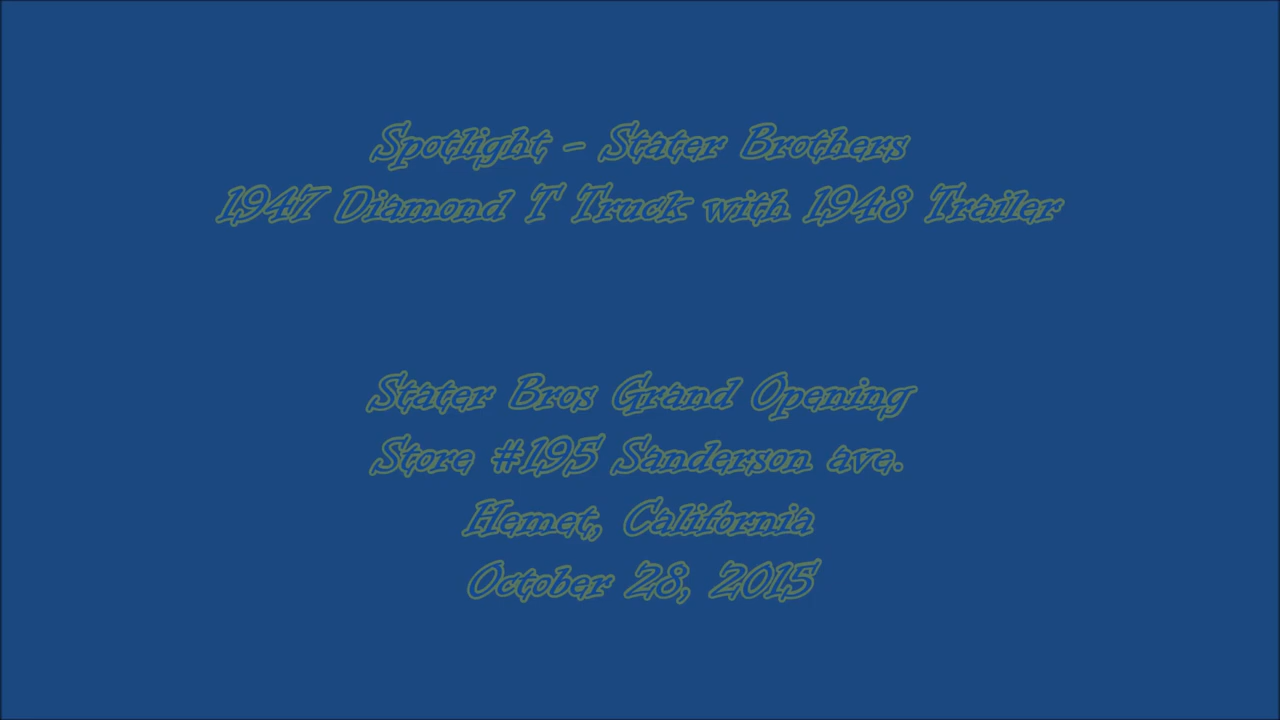 Spotlight - Stater Brothers
1947 Diamond T Truck with 1948 Trailer
Stater Bros Grand Opening
Store #195 Sanderson ave.
Hemet, California
October 28, 2015